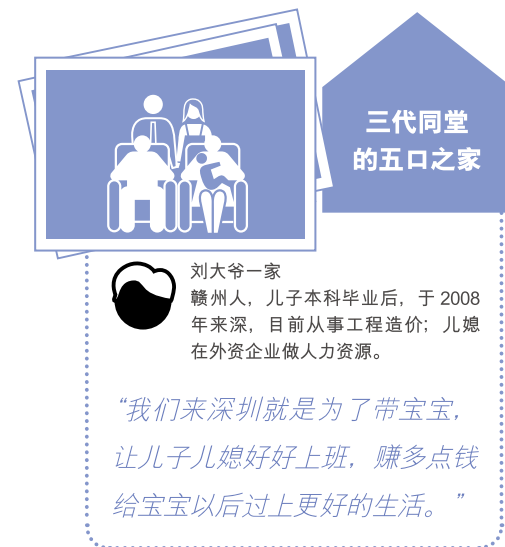 三代同堂
的五口之家
刘大爷一家
赣州人，儿子本科毕业后，于 2008
年来深，目前从事工程造价；儿媳
在外资企业做人力资源。
“我们来深圳就是为了带宝宝，
让儿子儿媳好好上班，赚多点钱
给宝宝以后过上更好的生活。”